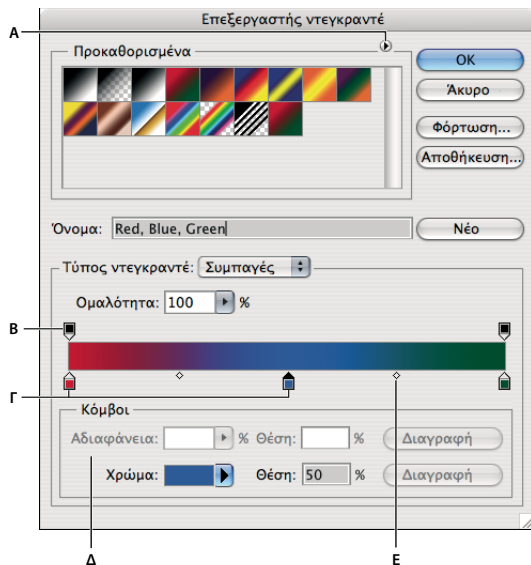 Επεξεργαστής ντεγκραντέ
Α
Προκαθορισμένα
OK
Άκυρο
Φόρτωση...
Αποθήκευση...
Όνομα: Red, Blue, Green
Νέο
Τύπος ντεγκραντέ: Συμπαγές
Ομαλότητα: 100 %
Β
Γ
Κόμβοι
Αδιαφάνεια: % Θέση: % Διαγραφή
Χρώμα: Θέση: 50 % Διαγραφή
Δ Ε